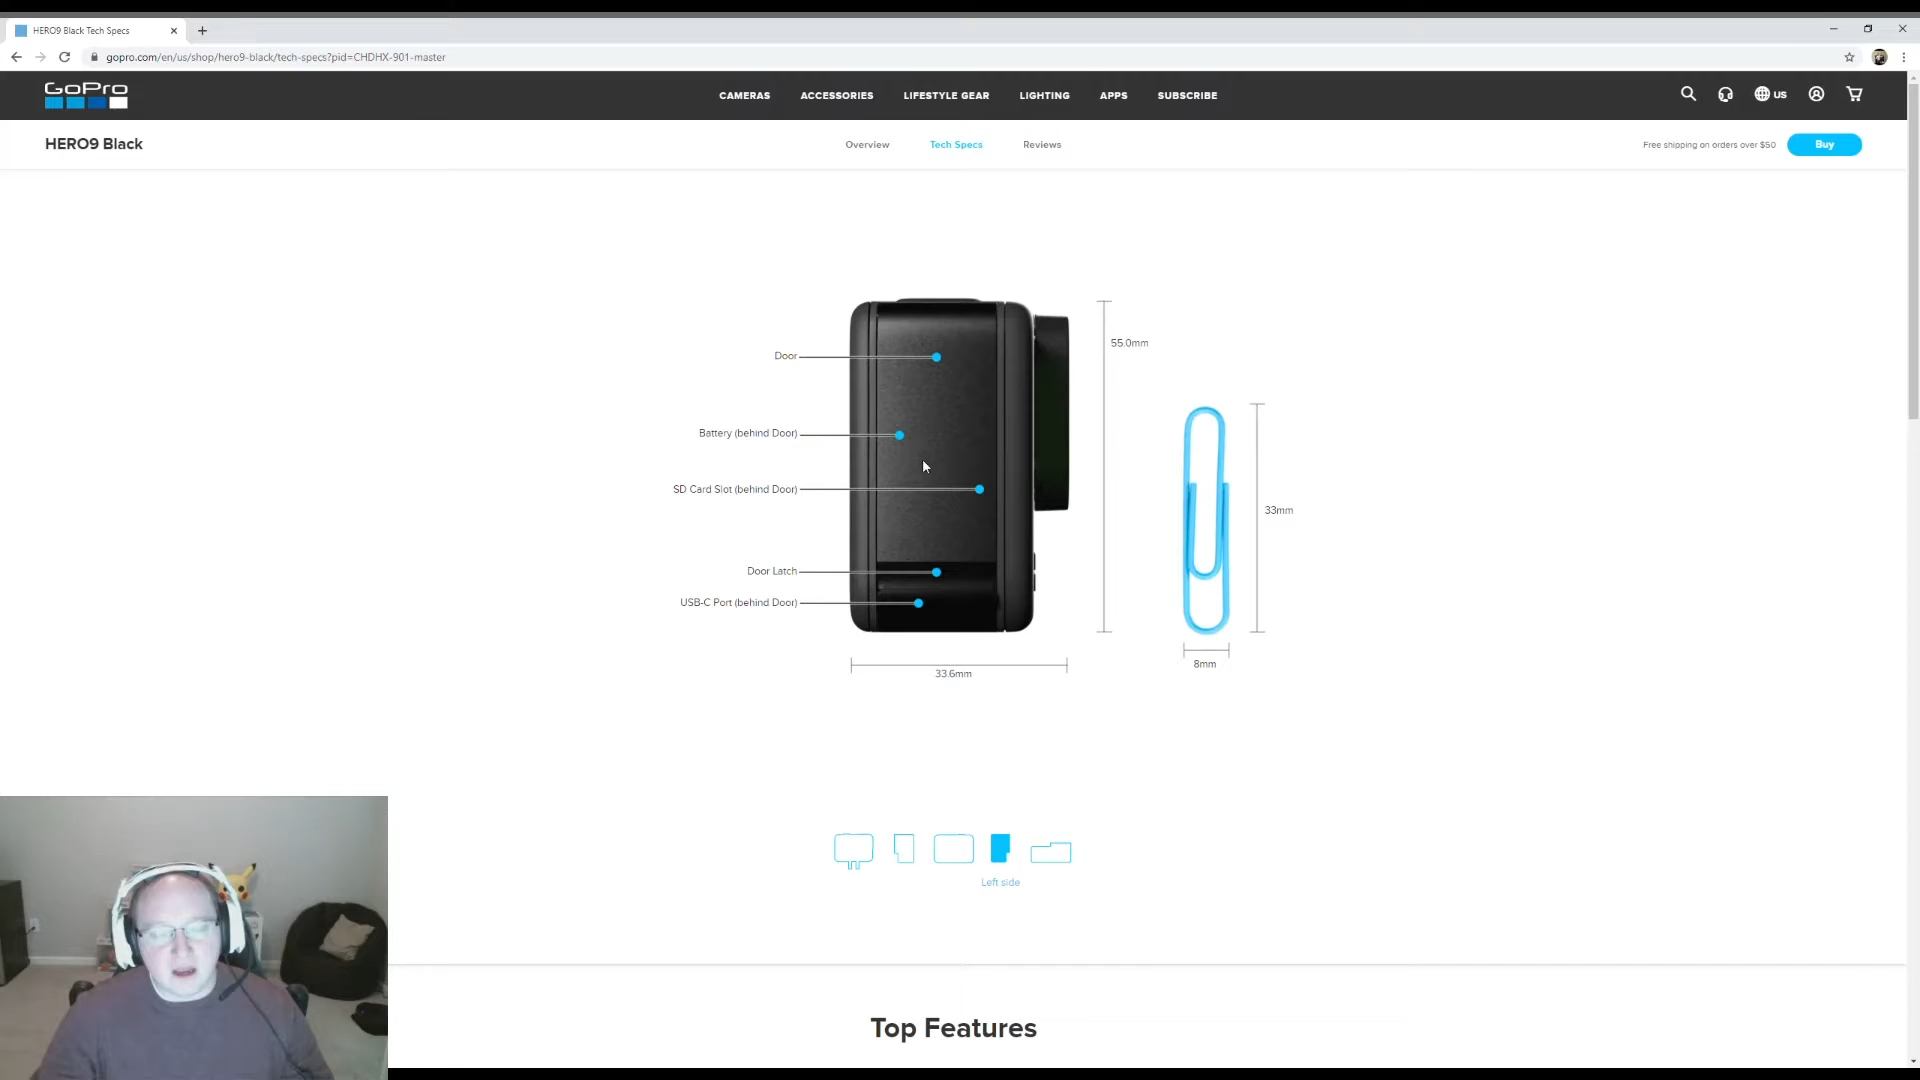 HERO9 Black Tech Specs
gopro.com/en/us/shop/hero9-black/tech-specs?pid=CHDHX-901-master
GoPro
CAMERAS ACCESSORIES LIFESTYLE GEAR LIGHTING APPS SUBSCRIBE US
HERO9 Black Overview Tech Specs Reviews Free shipping on orders over $50 Buy
55.0mm
Door
Battery (behind Door)
SD Card Slot (behind Door)
33mm
Door Latch
USB-C Port (behind Door)
8mm
33.6mm
Left side
Top Features